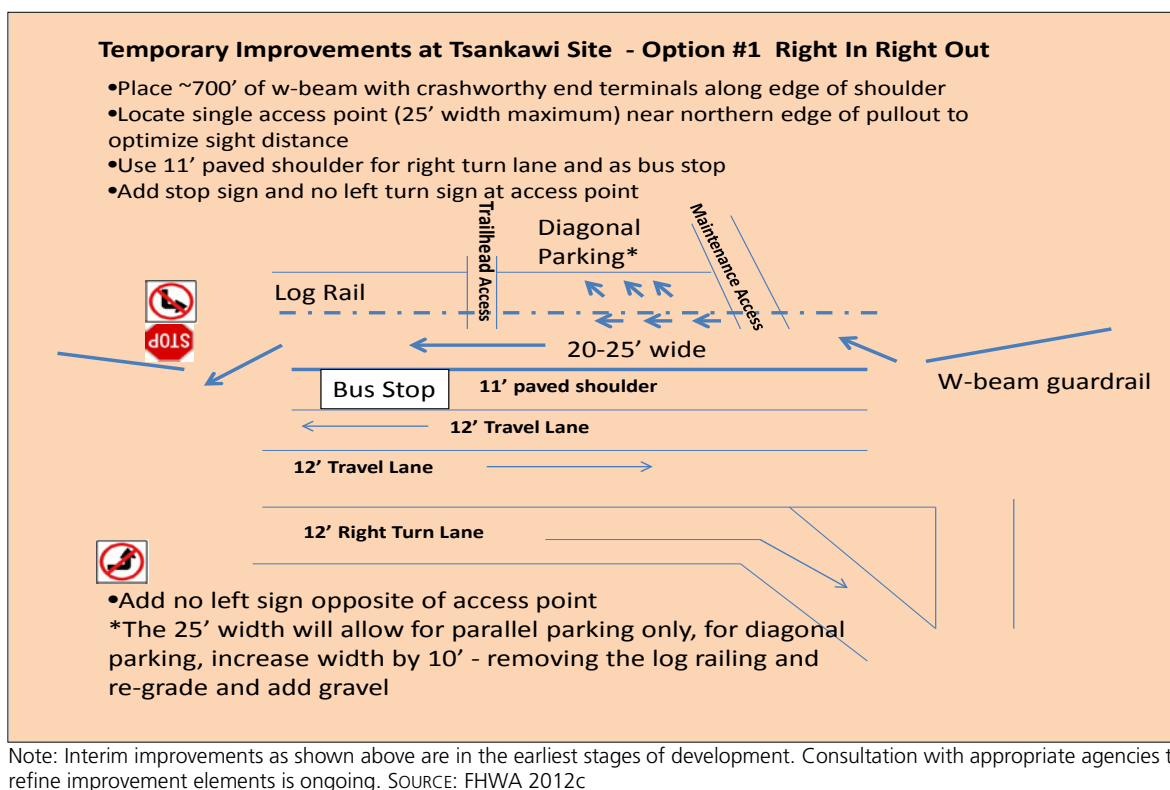 Temporary Improvements at Tsankawi Site - Option #1 Right In Right Out
•Place ~700' of w-beam with crashworthy end terminals along edge of shoulder
•Locate single access point (25' width maximum) near northern edge of pullout to
optimize sight distance
•Use 11' paved shoulder for right turn lane and as bus stop
•Add stop sign and no left turn sign at access point
Trailhead Access
Diagonal
Parking*
Maintenance Access
Log Rail
STOP
20-25' wide
W-beam guardrail
Bus Stop
11' paved shoulder
12' Travel Lane
12' Travel Lane
12' Right Turn Lane
•Add no left sign opposite of access point
*The 25' width will allow for parallel parking only, for diagonal
parking, increase width by 10' - removing the log railing and
re-grade and add gravel
Note: Interim improvements as shown above are in the earliest stages of development. Consultation with appropriate agencies t
refine improvement elements is ongoing. SOURCE: FHWA 2012c